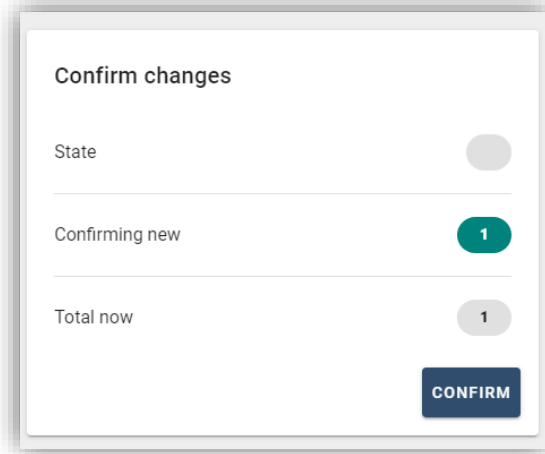 Confirm changes
State
Confirming new 1
Total now 1
CONFIRM